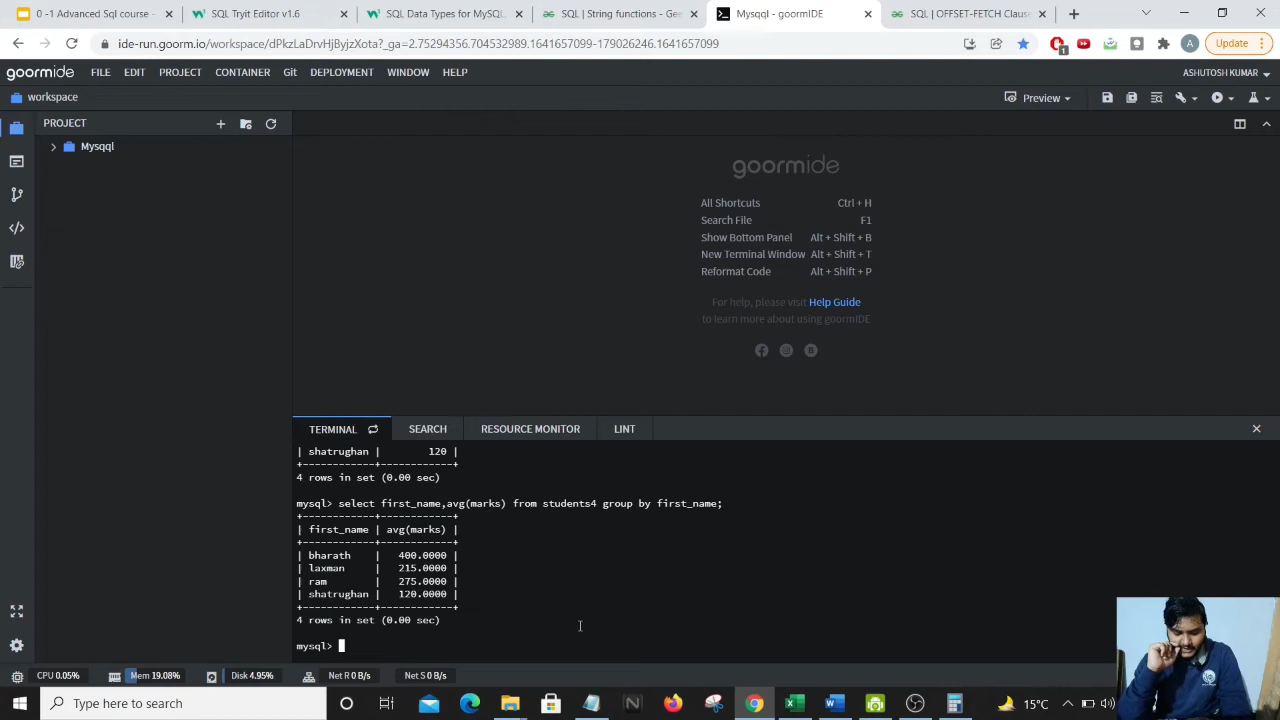 0 -1 Advanced Sql course -
SQL Tryit Editor v1.6
SQL Data Types for MySQL,
SQL | String functions - Gee
Mysqql - goormIDE
SQL | OFFSET-FETCH Clause
ide-run.goorm.io/workspace/dPkzLaDrvHjByjsdota?_ga=2.75284356.70453220.1641657099-179026246.1641657099
1
A
Update
goormide
FILE
EDIT
PROJECT
CONTAINER
Git
DEPLOYMENT
WINDOW
HELP
ASHUTOSH KUMAR
workspace
Preview
PROJECT
Mysqql
goormide
All Shortcuts Ctrl + H
Search File F1
Show Bottom Panel Alt + Shift + B
New Terminal Window Alt + Shift + T
Reformat Code Alt + Shift + P
For help, please visit Help Guide
to learn more about using goormIDE
TERMINAL
SEARCH
RESOURCE MONITOR
LINT
| shatrughan | 120 |
+------------+------------+
4 rows in set (0.00 sec)
mysql> select first_name,avg(marks) from students4 group by first_name;
+------------+------------+
| first_name | avg(marks) |
+------------+------------+
| bharath | 400.0000 |
| laxman | 215.0000 |
| ram | 275.0000 |
| shatrughan | 120.0000 |
+------------+------------+
4 rows in set (0.00 sec)
mysql>
CPU 0.05%
Mem 19.08%
Disk 4.95%
Net R 0 B/s
Net S 0 B/s
Type here to search
15°C